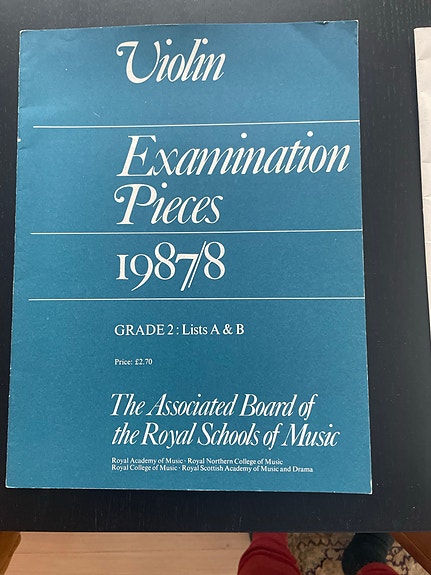 Violin
Examination
Pieces
1987/8
GRADE 2: Lists A & B
Price: £2.70
The Associated Board of
the Royal Schools of Music
Royal Academy of Music · Royal Northern College of Music
Royal College of Music · Royal Scottish Academy of Music and Drama